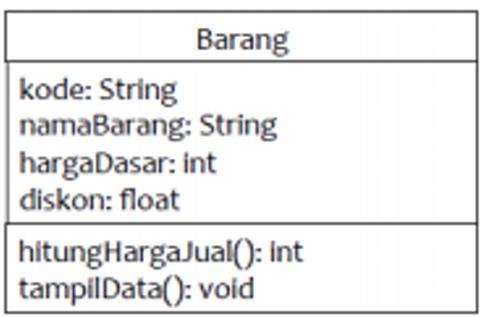 Barang
kode: String
namaBarang: String
hargaDasar: int
diskon: float
hitungHargaJual(): int
tampilData(): void